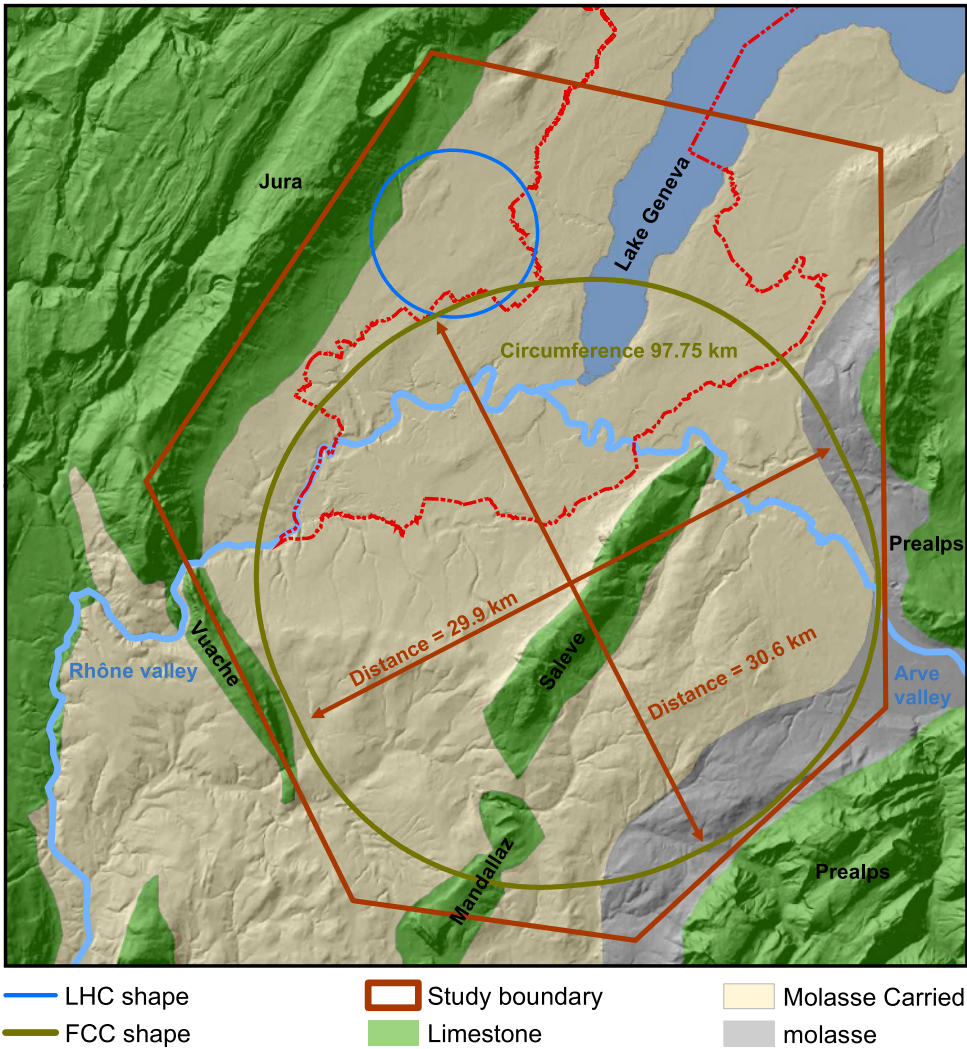 Jura
Lake Geneva
Circumference 97.75 km
Prealps
Vuache
Distance = 29.9 km
Rhône valley
Saleve
Distance = 30.6 km
Arve
valley
Mandallaz
Prealps
LHC shape
Study boundary
Molasse Carried
FCC shape
Limestone
molasse